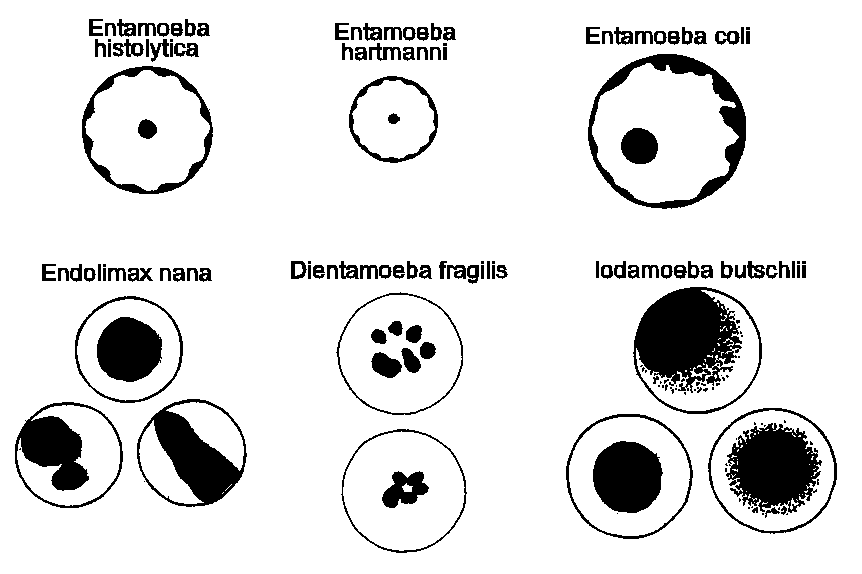 Entamoeba
histolytica
Entamoeba
hartmanni
Entamoeba coli
Endolimax nana
Dientamoeba fragilis
Iodamoeba butschlii